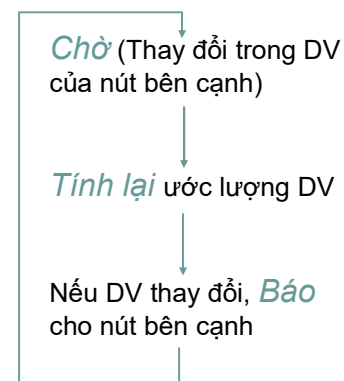 Chờ (Thay đổi trong DV
của nút bên cạnh)
Tính lại ước lượng DV
Nếu DV thay đổi, Báo
cho nút bên cạnh